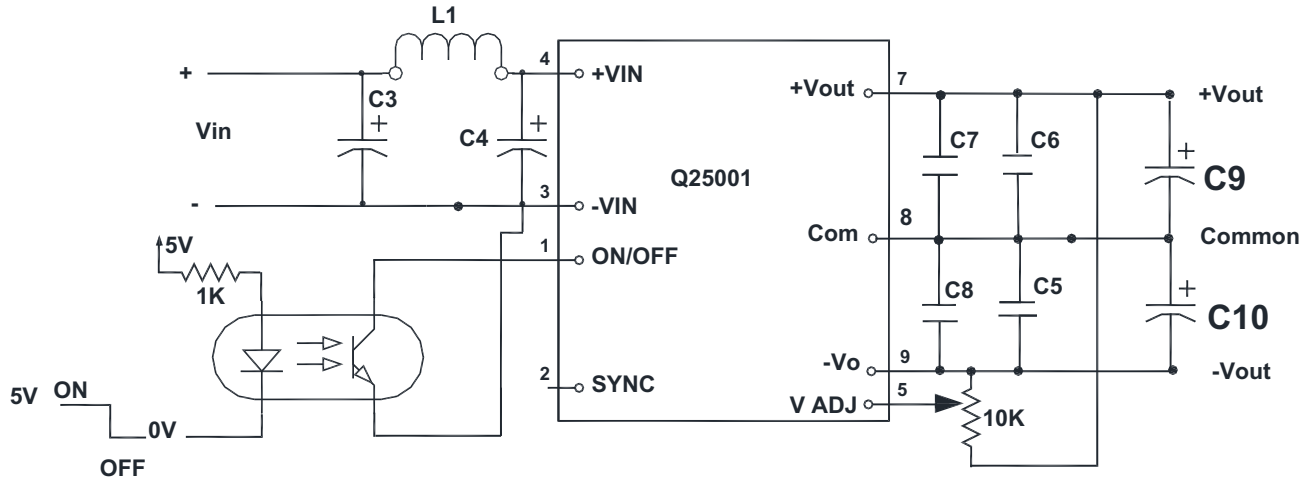 L1
+
Vin
-
C3
+
C4
+
4
+VIN
3
-VIN
1
ON/OFF
2
SYNC
Q25001
+Vout
7
Com
8
-Vo
9
V ADJ
5
C7
C6
C8
C5
10K
+
C9
+
C10
+Vout
Common
-Vout
5V
1K
5V
ON
0V
OFF